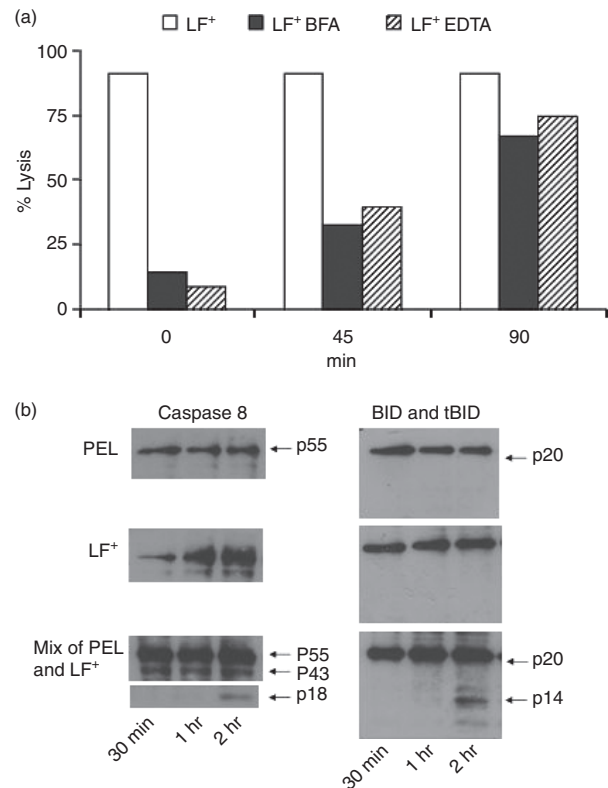 (a)
LF+ LF+ BFA LF+ EDTA
100
75
50
25
0
% Lysis
0 45 90
min
(b)
Caspase 8 BID and tBID
PEL p55 p20
LF+
Mix of PEL
and LF+
P55
P43
p18
p20
p14
30 min 1 hr 2 hr 30 min 1 hr 2 hr